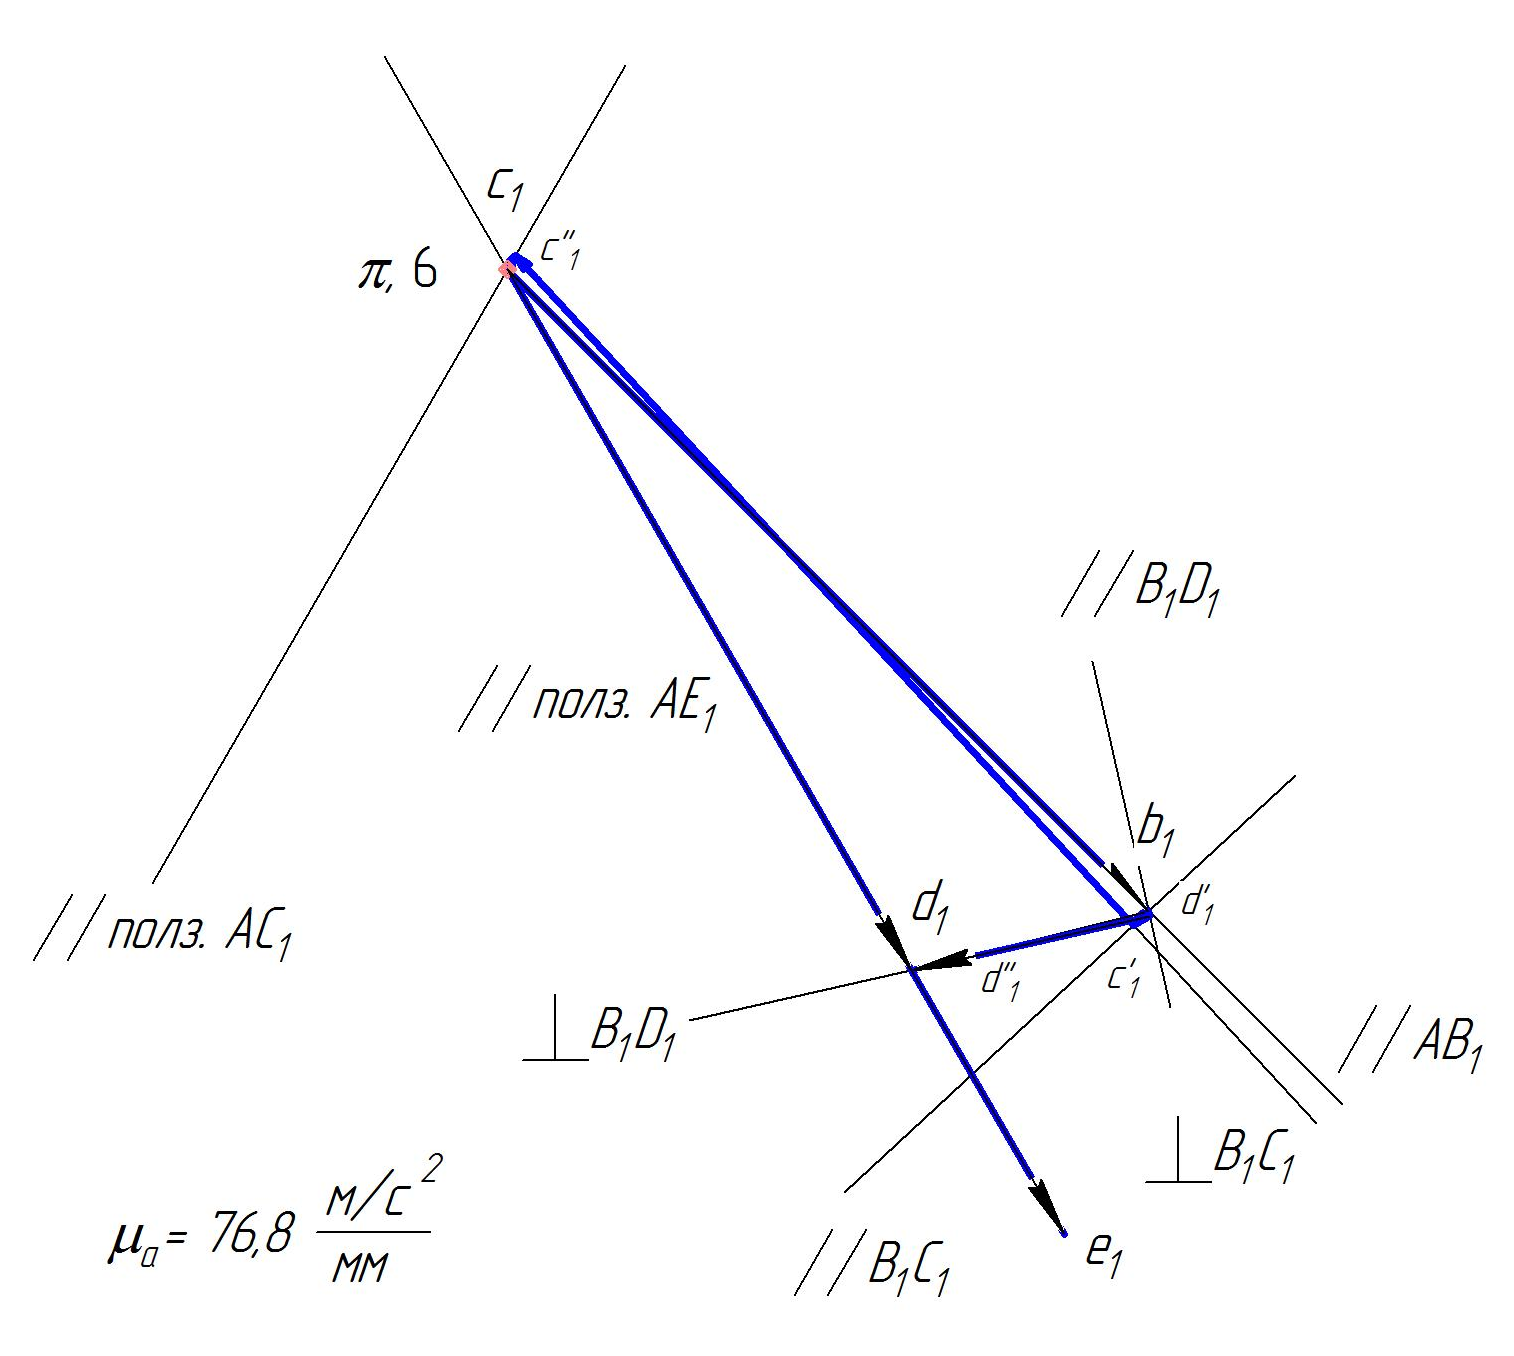 c₁
c″₁
π, 6
// B₁D₁
// полз. AE₁
b₁
d′₁
d₁
// полз. AC₁
d″₁
c′₁
⊥ B₁D₁
// AB₁
⊥ B₁C₁
μₐ = 76,8 м/с² / мм
// B₁C₁
e₁